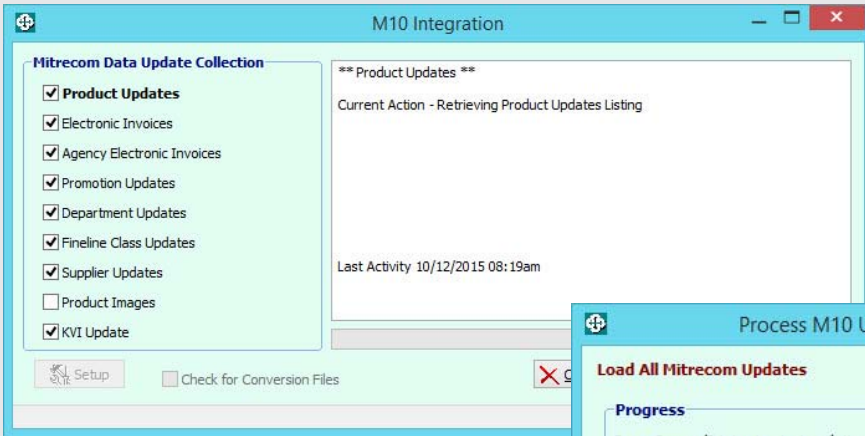 M10 Integration
Mitrecom Data Update Collection
Product Updates
Electronic Invoices
Agency Electronic Invoices
Promotion Updates
Department Updates
Fineline Class Updates
Supplier Updates
Product Images
KVI Update
** Product Updates **
Current Action - Retrieving Product Updates Listing
Last Activity 10/12/2015 08:19am
Setup
Check for Conversion Files
Process M10 U
Load All Mitrecom Updates
Progress